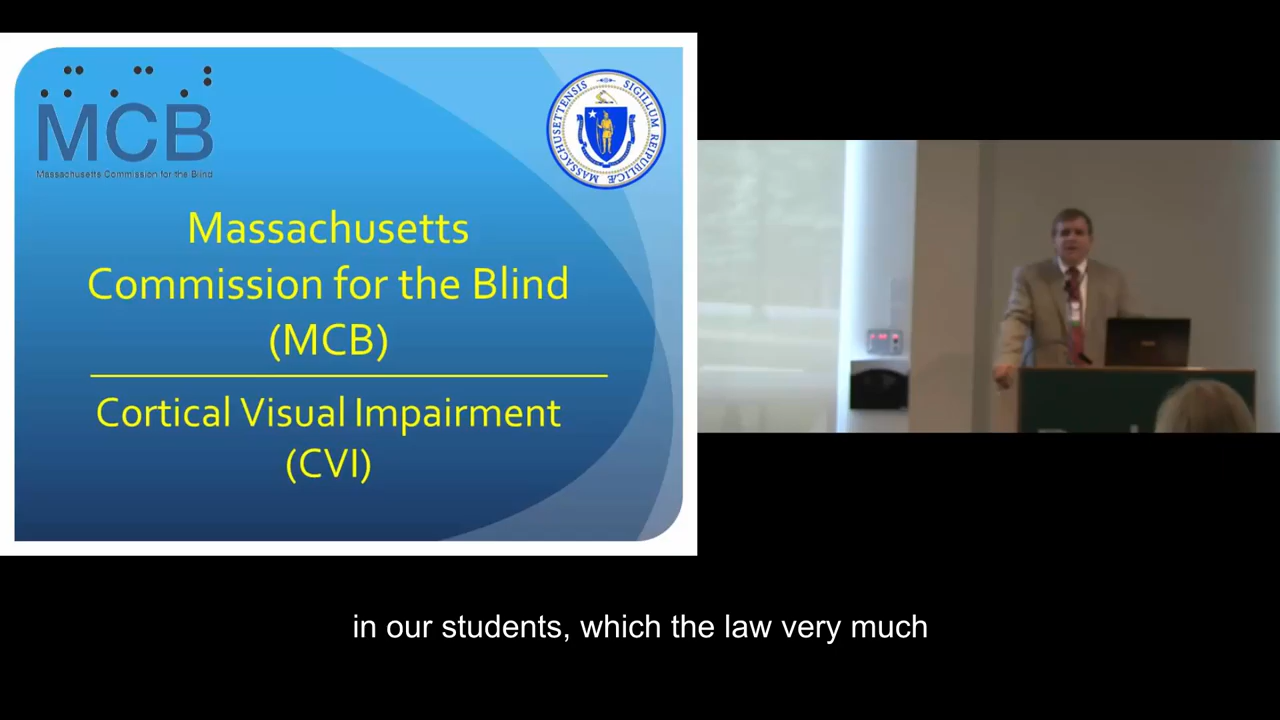 MCB
Massachusetts Commission for the Blind
SIGILLUM REIPUBLICÆ MASSACHUSETTENSIS
Massachusetts
Commission for the Blind
(MCB)
Cortical Visual Impairment
(CVI)
in our students, which the law very much